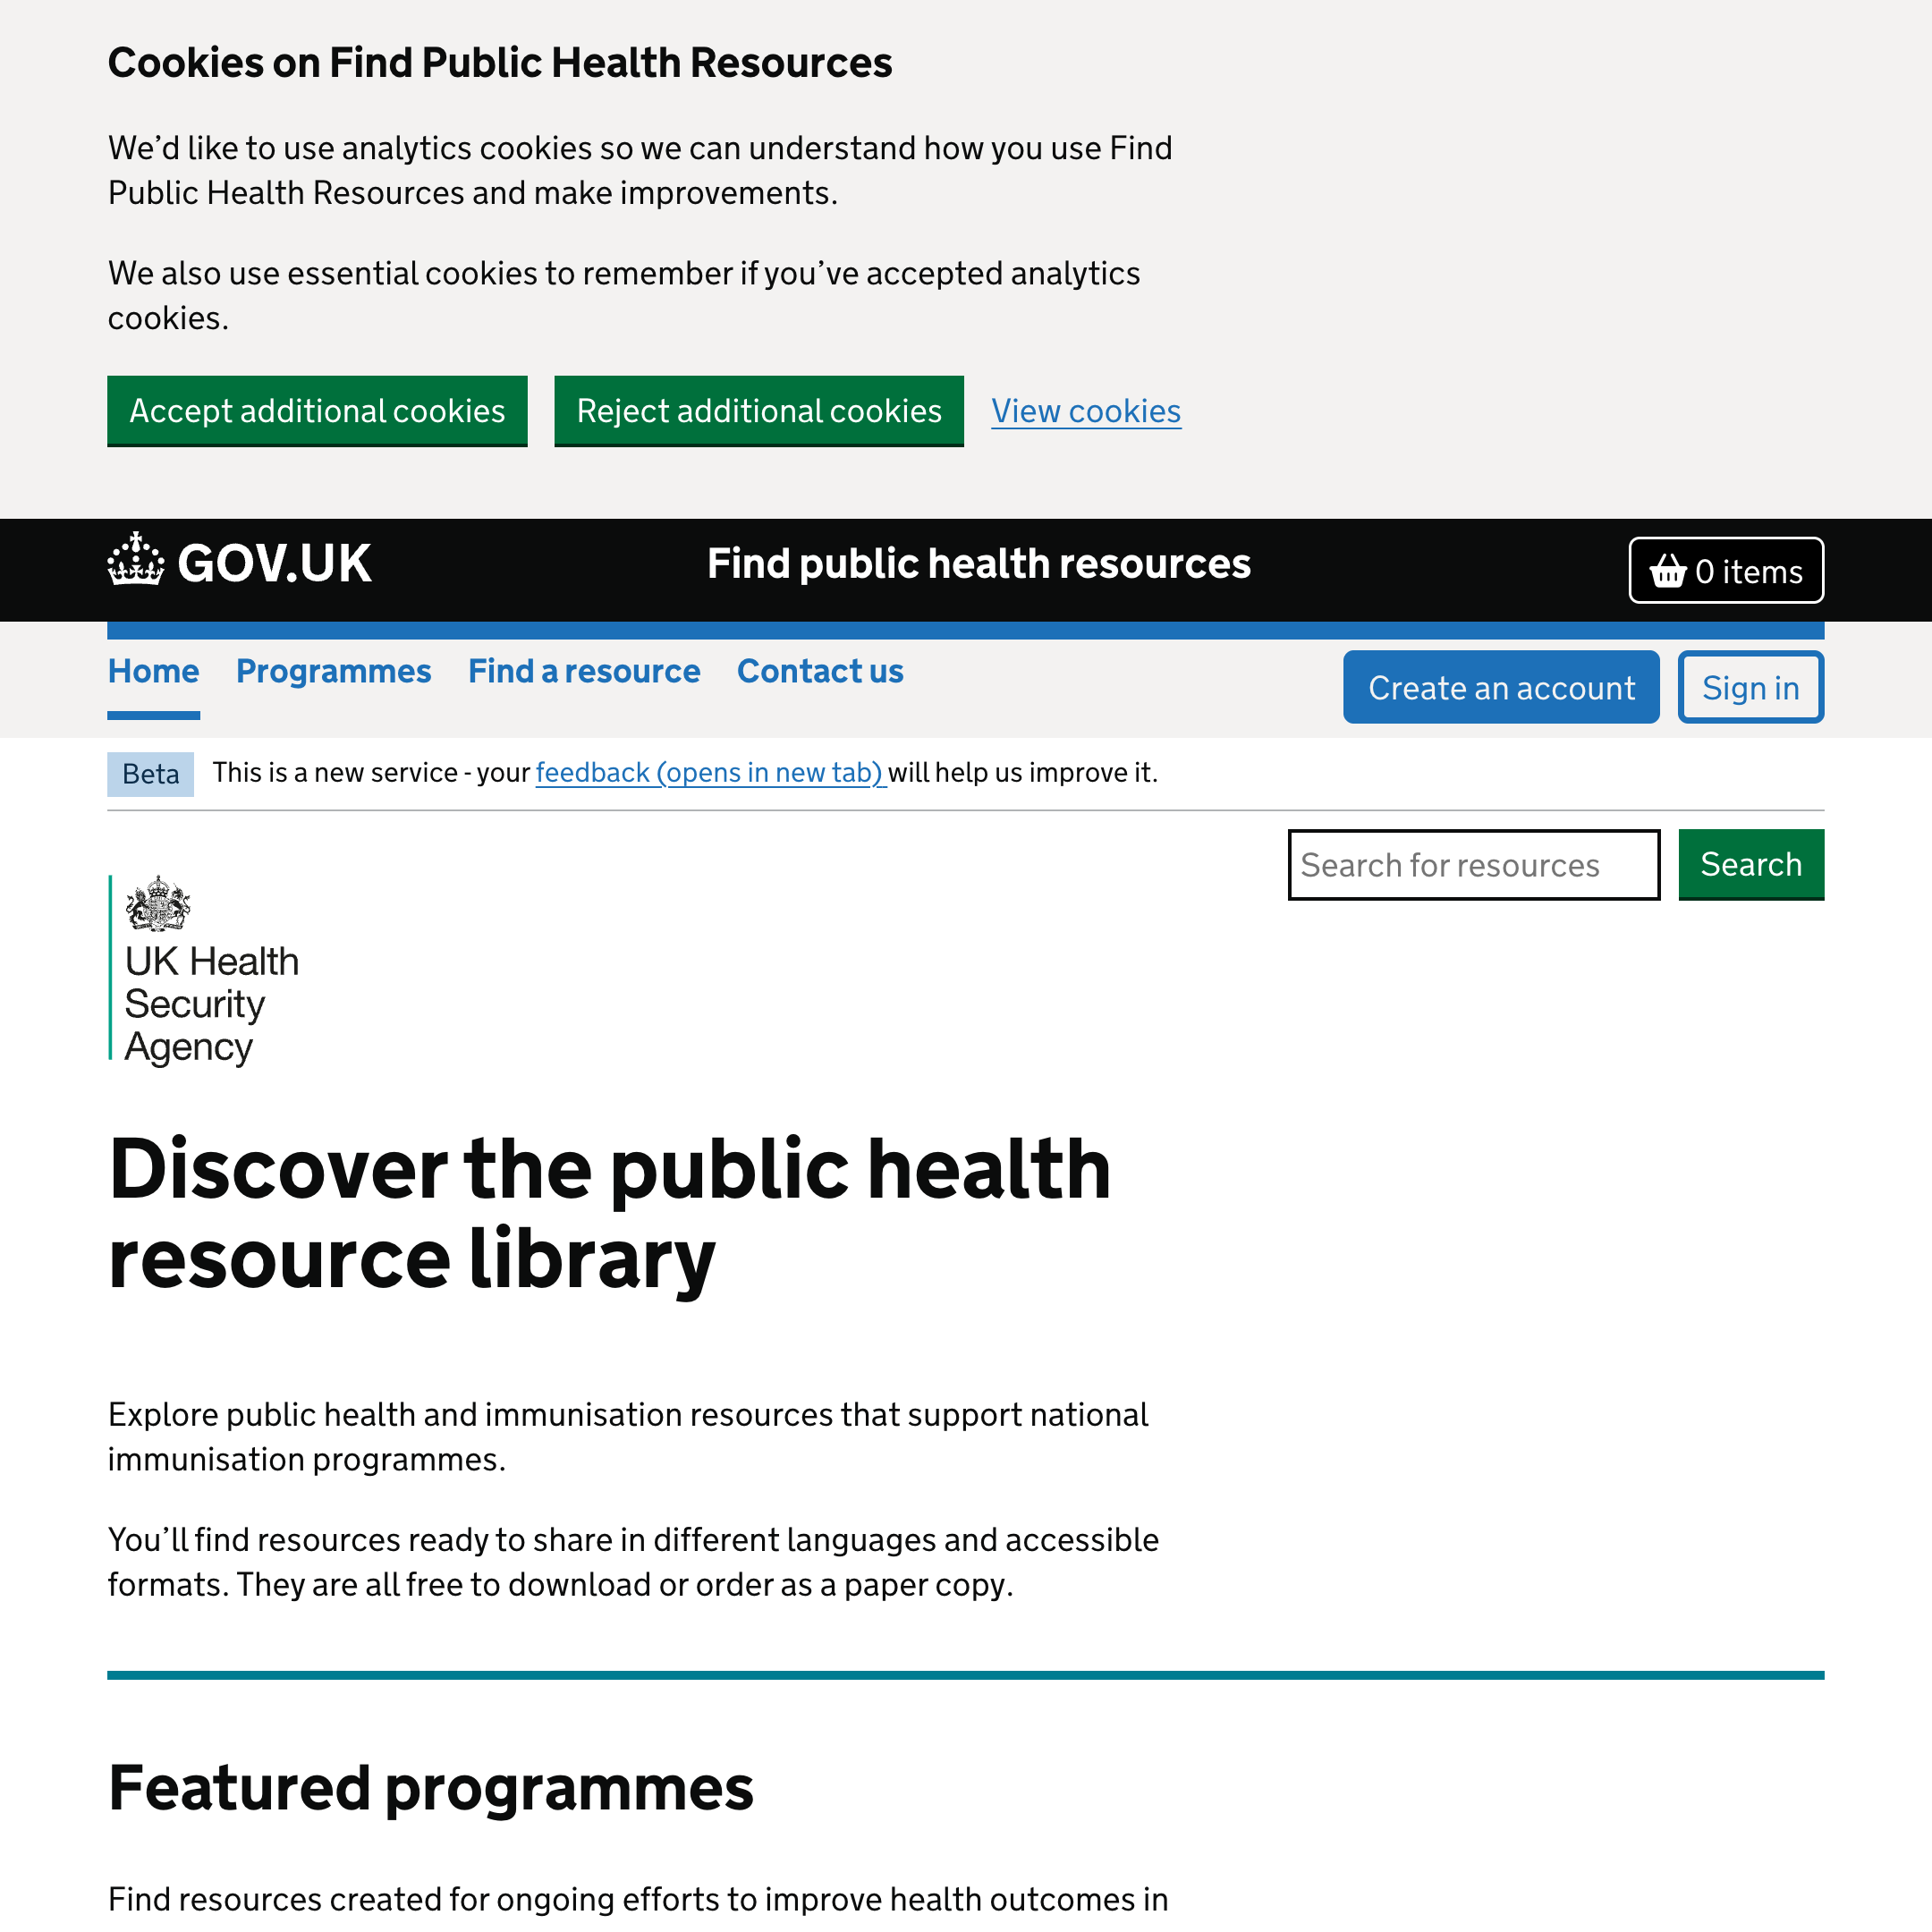 Cookies on Find Public Health Resources
We’d like to use analytics cookies so we can understand how you use Find
Public Health Resources and make improvements.
We also use essential cookies to remember if you’ve accepted analytics
cookies.
Accept additional cookies
Reject additional cookies
View cookies
GOV.UK
Find public health resources
0 items
Home
Programmes
Find a resource
Contact us
Create an account
Sign in
Beta
This is a new service - your feedback (opens in new tab) will help us improve it.
Search for resources
Search
UK Health
Security
Agency
Discover the public health
resource library
Explore public health and immunisation resources that support national
immunisation programmes.
You’ll find resources ready to share in different languages and accessible
formats. They are all free to download or order as a paper copy.
Featured programmes
Find resources created for ongoing efforts to improve health outcomes in